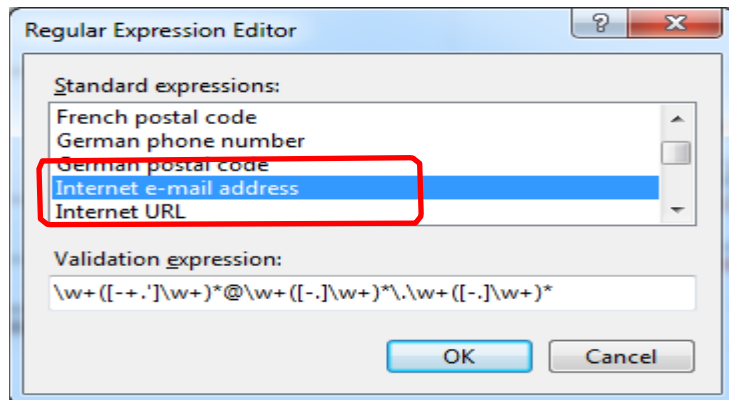 Regular Expression Editor
Standard expressions:
French postal code
German phone number
German postal code
Internet e-mail address
Internet URL
Validation expression:
\w+([-+.']\w+)*@\w+([-.]\w+)*\.\w+([-.]\w+)*
OK Cancel